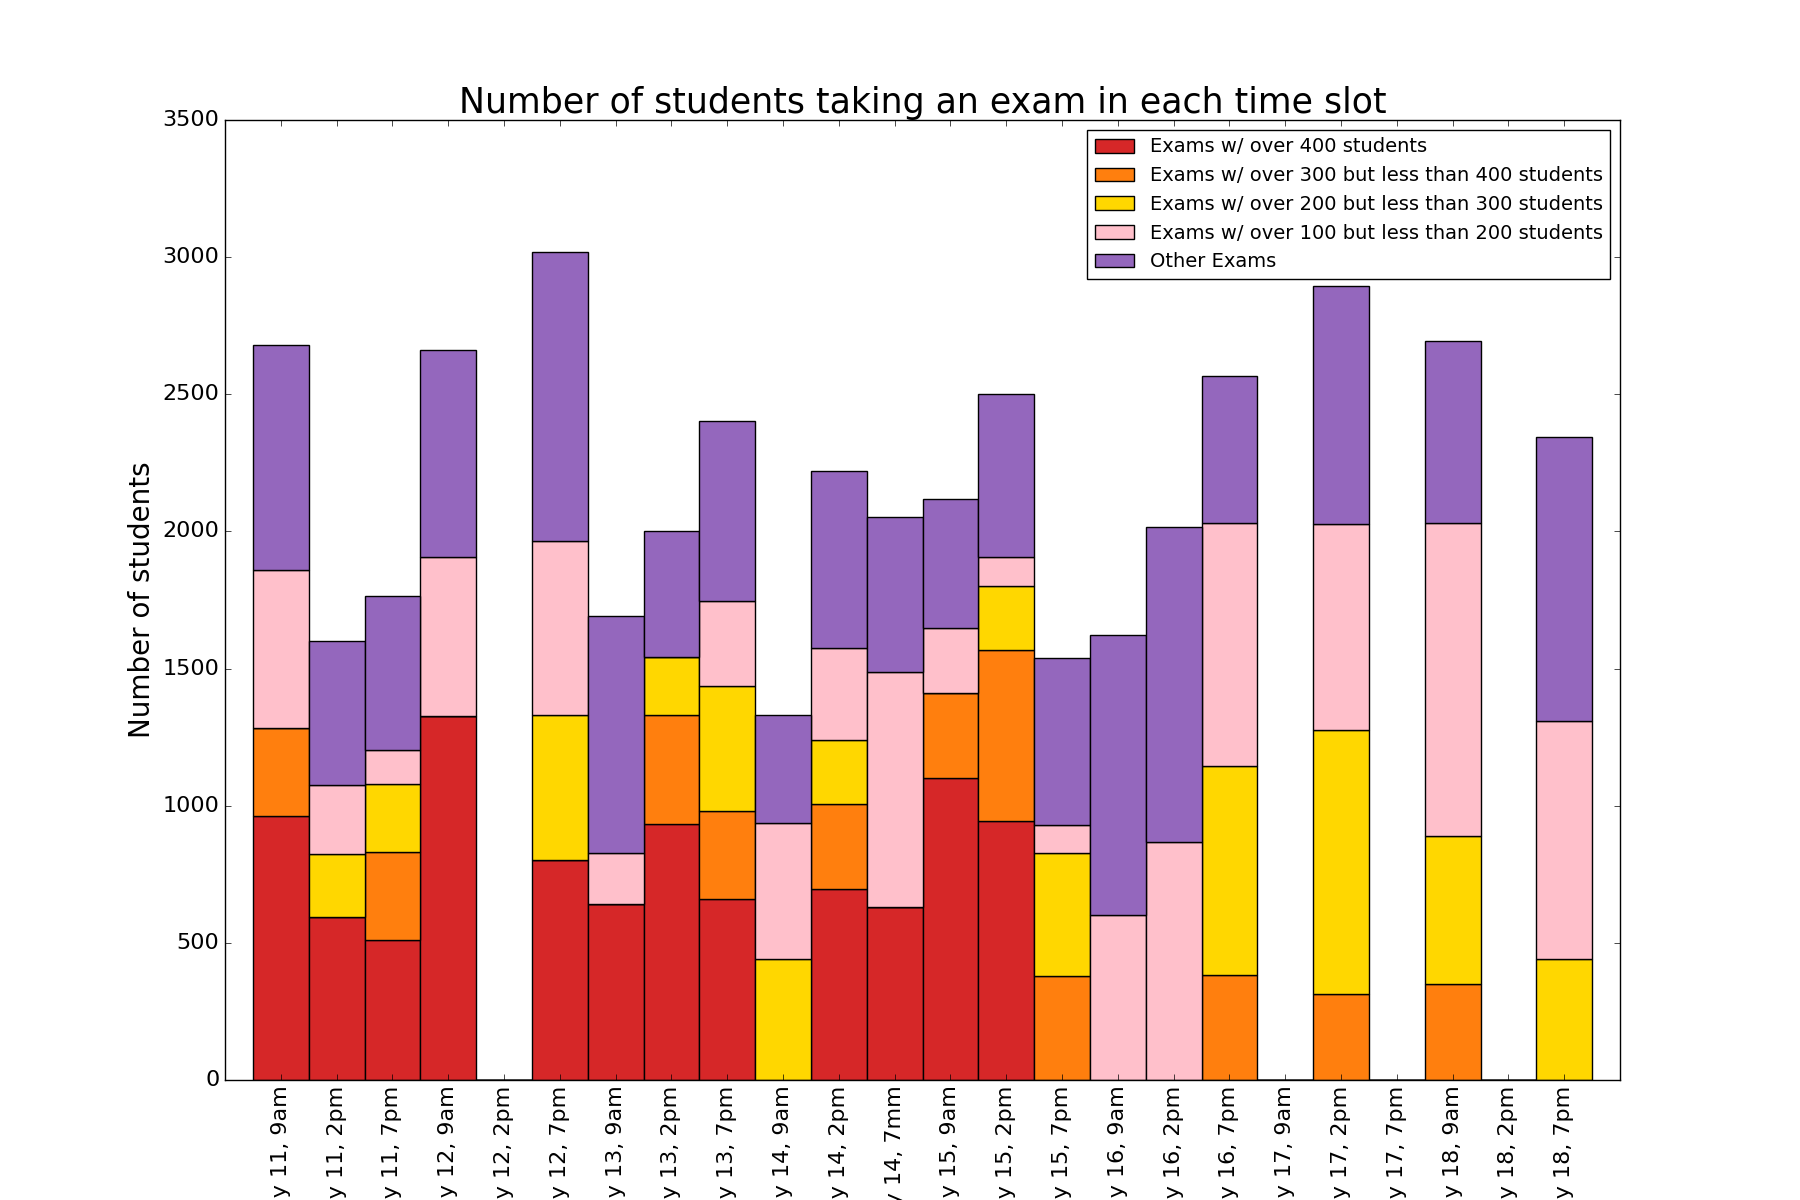 Number of students taking an exam in each time slot
Exams w/ over 400 students
Exams w/ over 300 but less than 400 students
Exams w/ over 200 but less than 300 students
Exams w/ over 100 but less than 200 students
Other Exams
Number of students
3500
3000
2500
2000
1500
1000
500
0
y 11, 9am
y 11, 2pm
y 11, 7pm
y 12, 9am
y 12, 2pm
y 12, 7pm
y 13, 9am
y 13, 2pm
y 13, 7pm
y 14, 9am
y 14, 2pm
y 14, 7mm
y 15, 9am
y 15, 2pm
y 15, 7pm
y 16, 9am
y 16, 2pm
y 16, 7pm
y 17, 9am
y 17, 2pm
y 17, 7pm
y 18, 9am
y 18, 2pm
y 18, 7pm